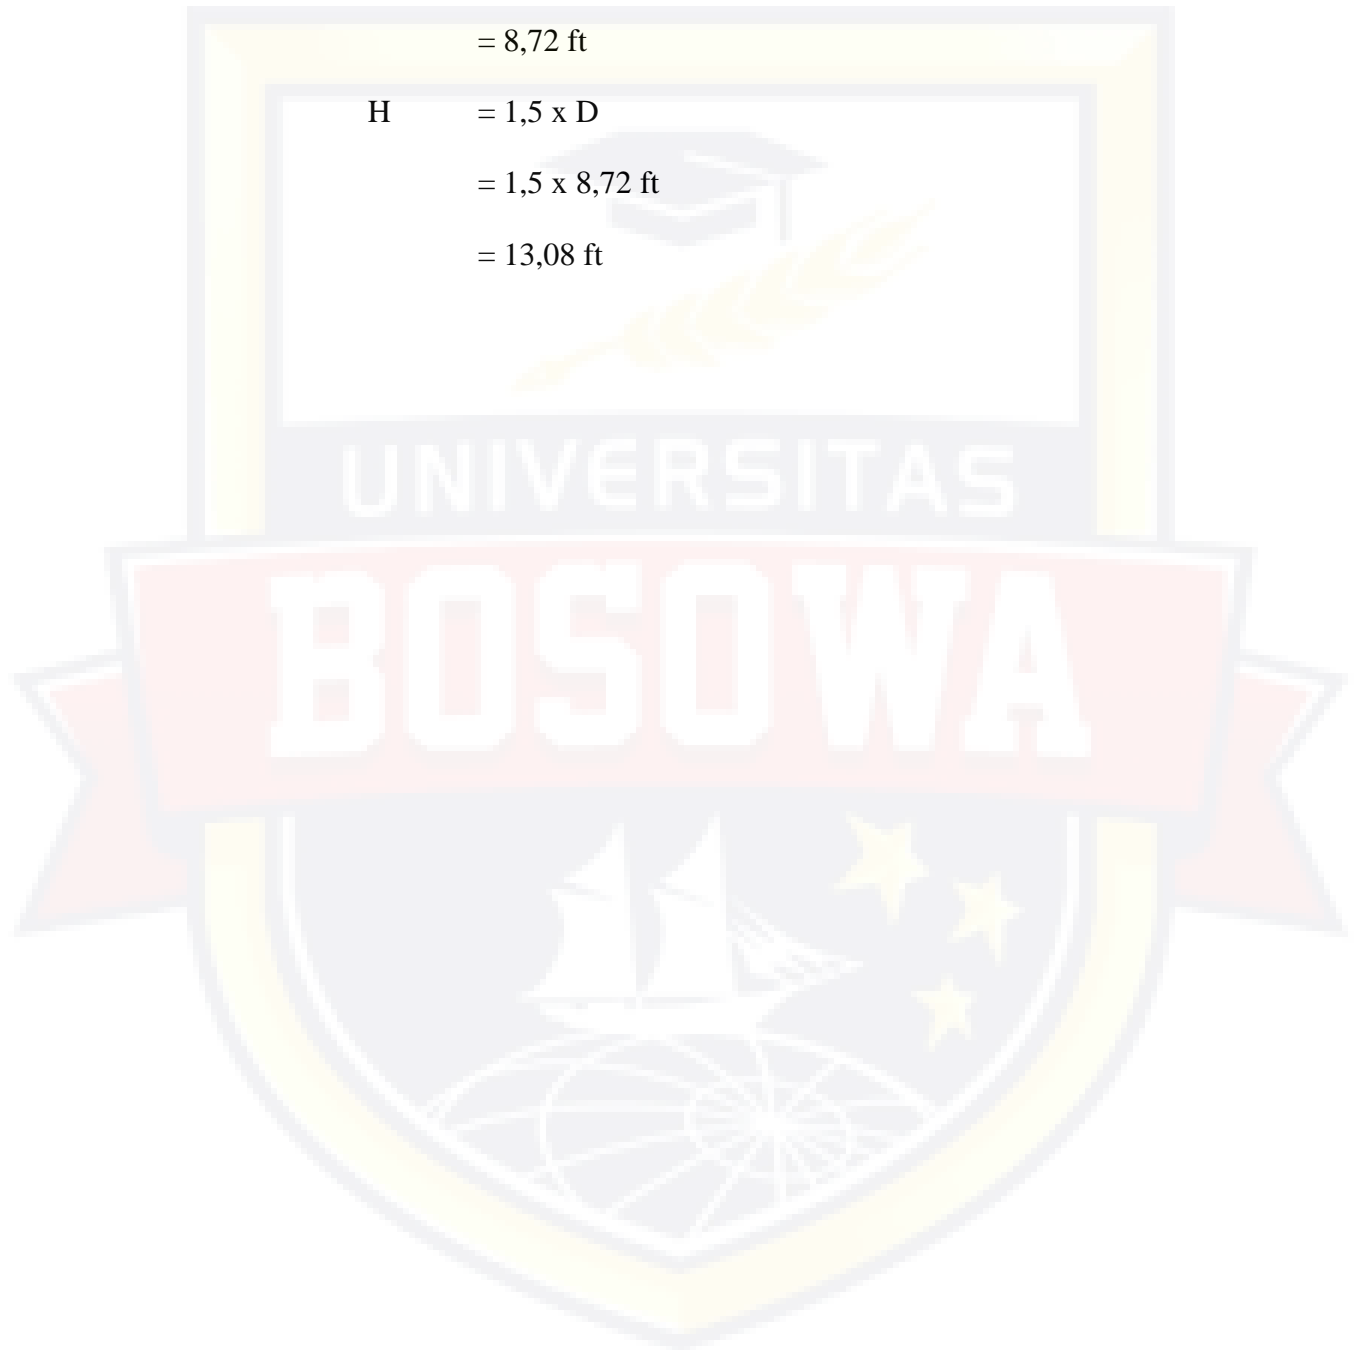 = 8,72 ft
H = 1,5 x D
= 1,5 x 8,72 ft
= 13,08 ft
UNIVERSITAS
BOSOWA